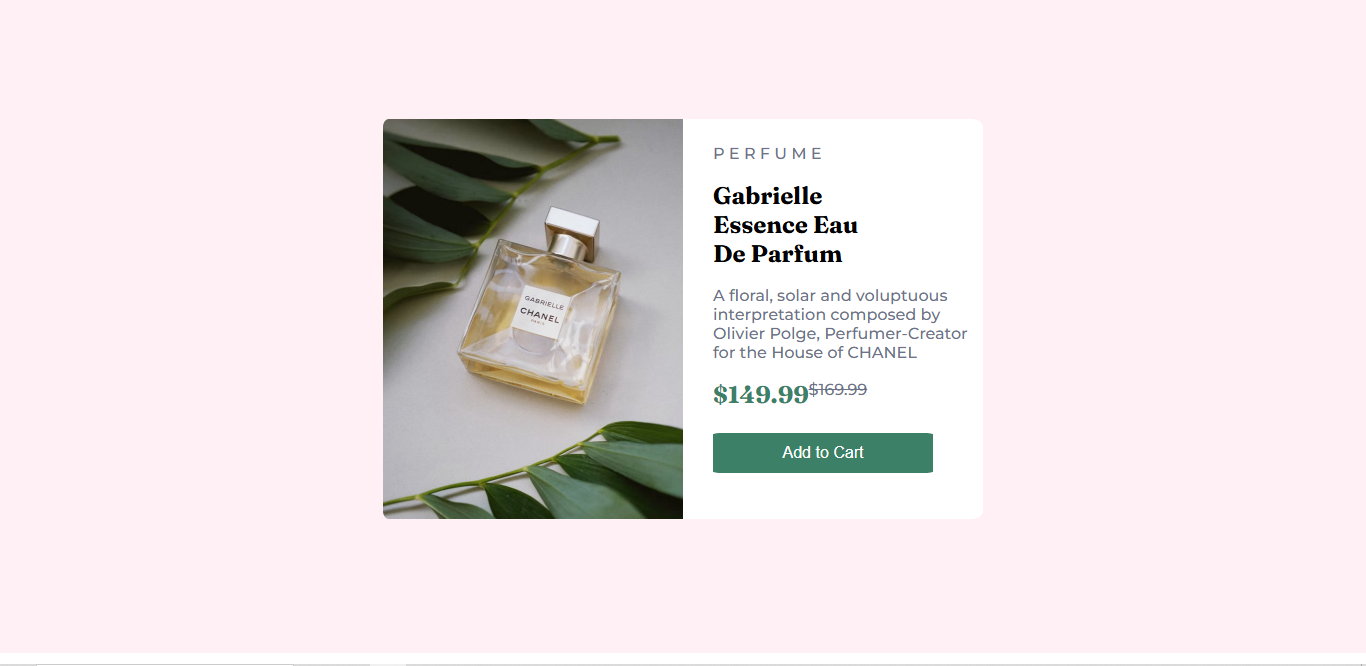 PERFUME
Gabrielle
Essence Eau
De Parfum
A floral, solar and voluptuous
interpretation composed by
Olivier Polge, Perfumer-Creator
for the House of CHANEL
$149.99 $169.99
Add to Cart
GABRIELLE
CHANEL
PARIS